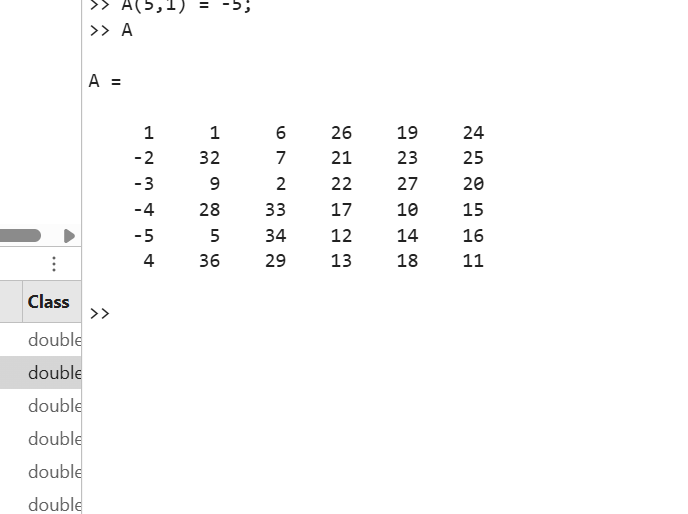 >> A(5,1) = -5;
>> A
A =
1 1 6 26 19 24
-2 32 7 21 23 25
-3 9 2 22 27 20
-4 28 33 17 10 15
-5 5 34 12 14 16
4 36 29 13 18 11
>>
Class
double
double
double
double
double
double